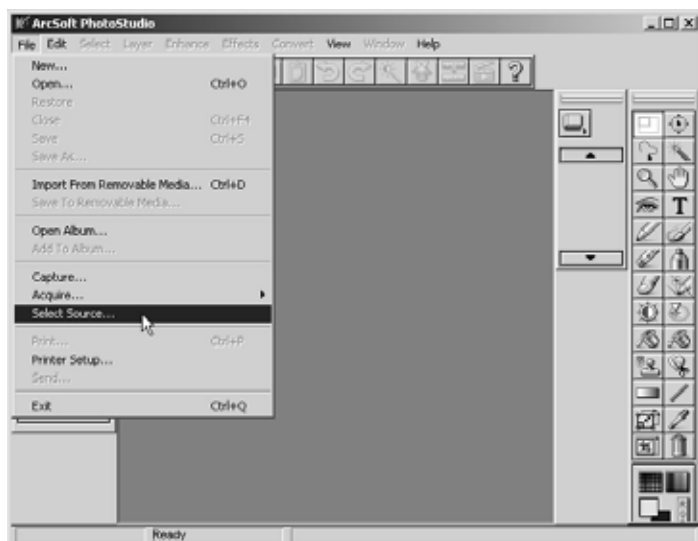 ArcSoft PhotoStudio
File Edit Select Layer Enhance Effects Convert View Window Help
New...
Open... Ctrl+O
Restore
Close Ctrl+F4
Save Ctrl+S
Save As...
Import From Removable Media... Ctrl+D
Save To Removable Media...
Open Album...
Add To Album...
Capture...
Acquire...
Select Source...
Print... Ctrl+P
Printer Setup...
Send...
Exit Ctrl+Q
T
Ready